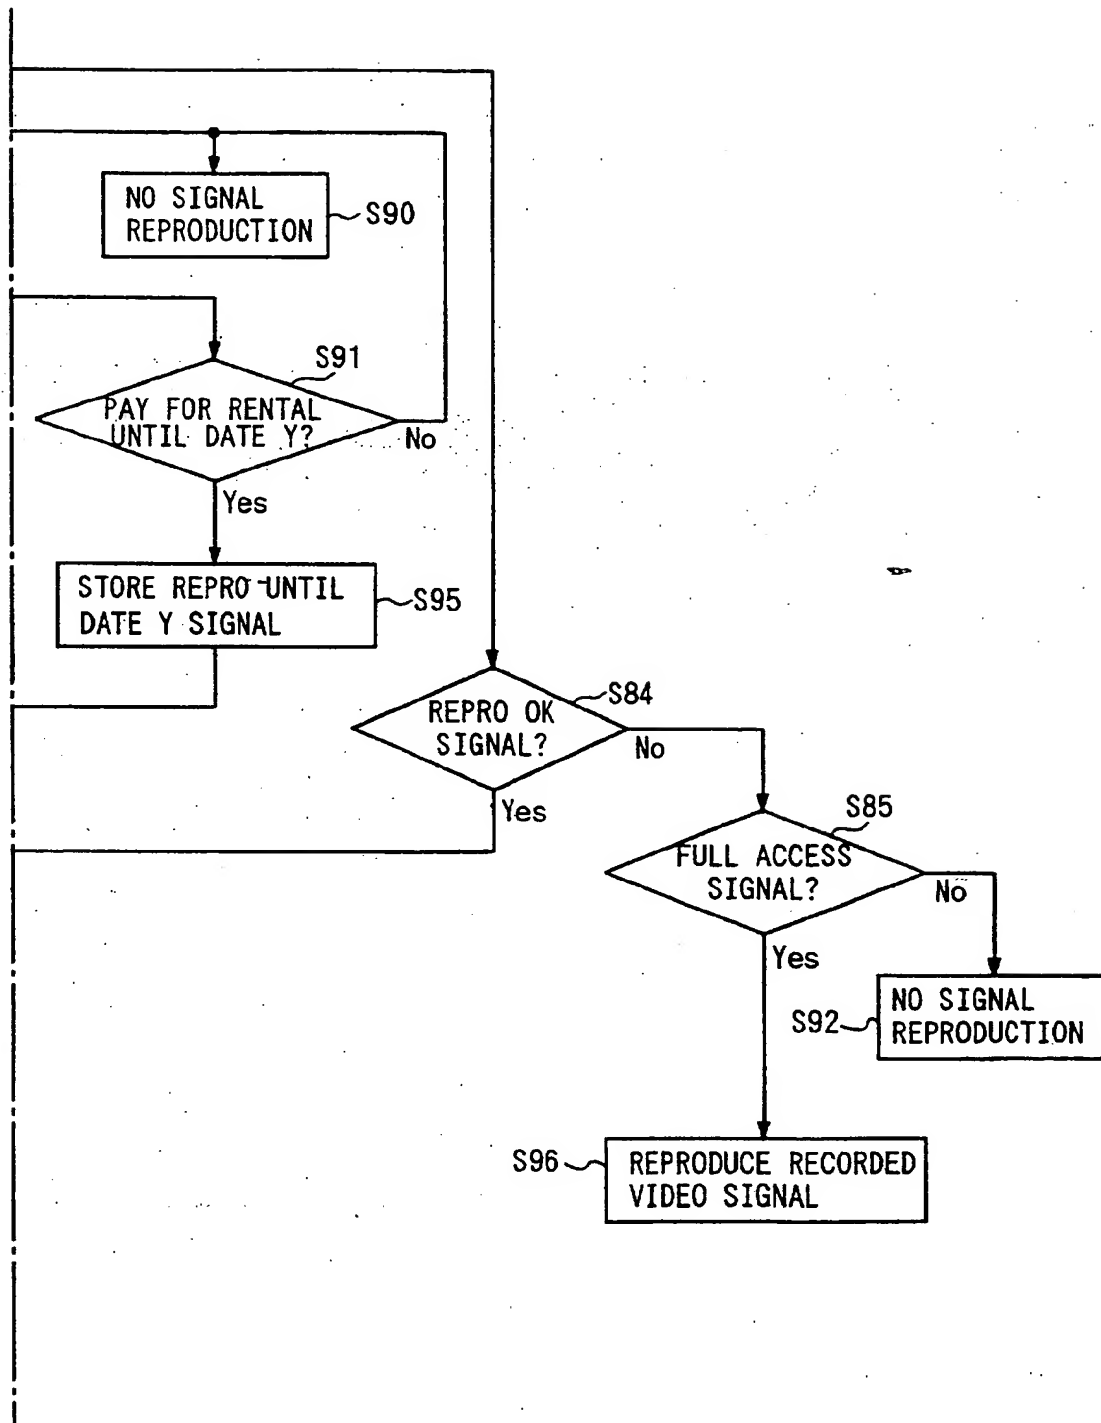 NO SIGNAL
REPRODUCTION
S90
S91
PAY FOR RENTAL
UNTIL DATE Y?
No
Yes
STORE REPRO UNTIL
DATE Y SIGNAL
S95
S84
REPRO OK
SIGNAL?
No
Yes
S85
FULL ACCESS
SIGNAL?
No
Yes
NO SIGNAL
REPRODUCTION
S92
S96
REPRODUCE RECORDED
VIDEO SIGNAL